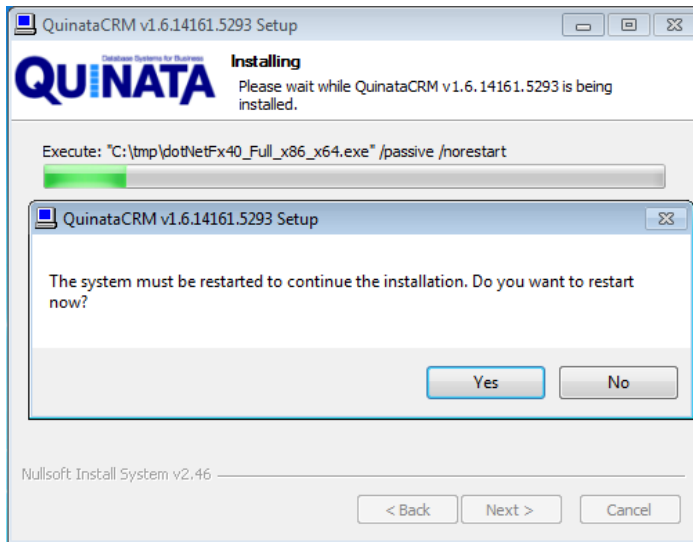 QuinataCRM v1.6.14161.5293 Setup
Database Systems for Business
QUINATA
Installing
Please wait while QuinataCRM v1.6.14161.5293 is being
installed.
Execute: "C:\tmp\dotNetFx40_Full_x86_x64.exe" /passive /norestart
QuinataCRM v1.6.14161.5293 Setup
The system must be restarted to continue the installation. Do you want to restart
now?
Yes
No
Nullsoft Install System v2.46
< Back
Next >
Cancel